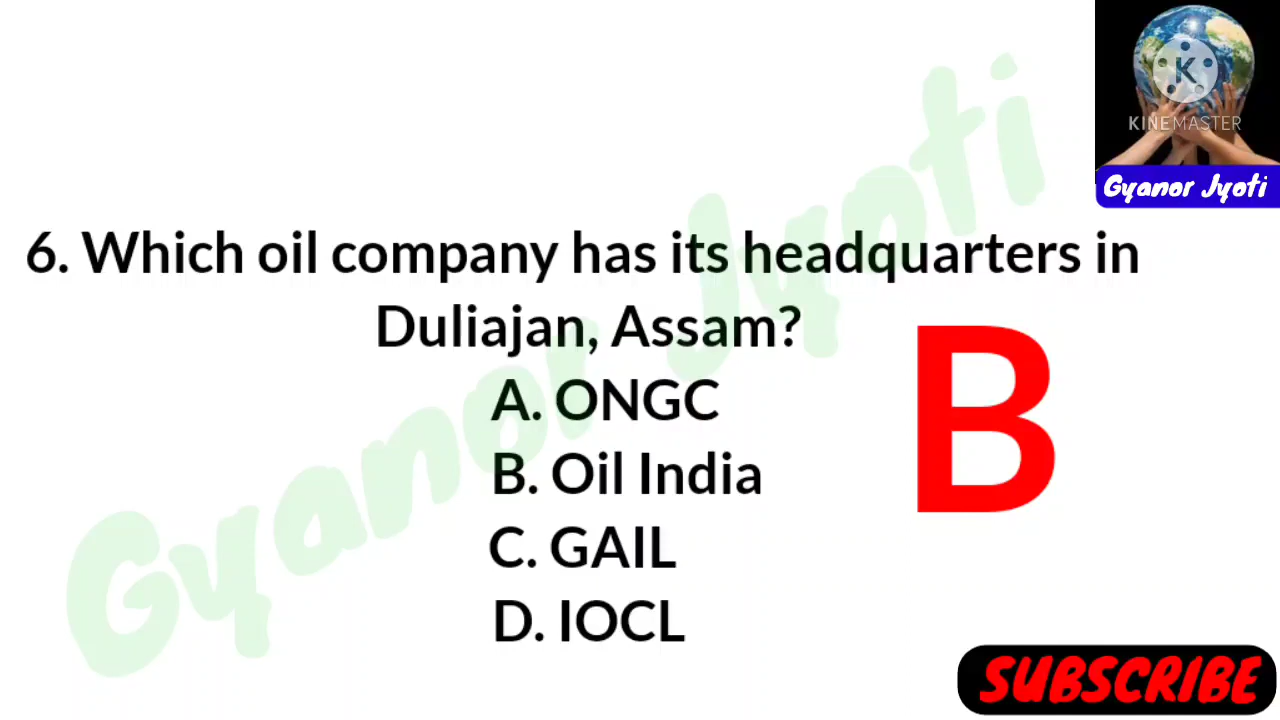 K
KINEMASTER
Gyanor Jyoti
6. Which oil company has its headquarters in
Duliajan, Assam?
A. ONGC
B. Oil India
C. GAIL
D. IOCL
B
Gyanor Jyoti
SUBSCRIBE